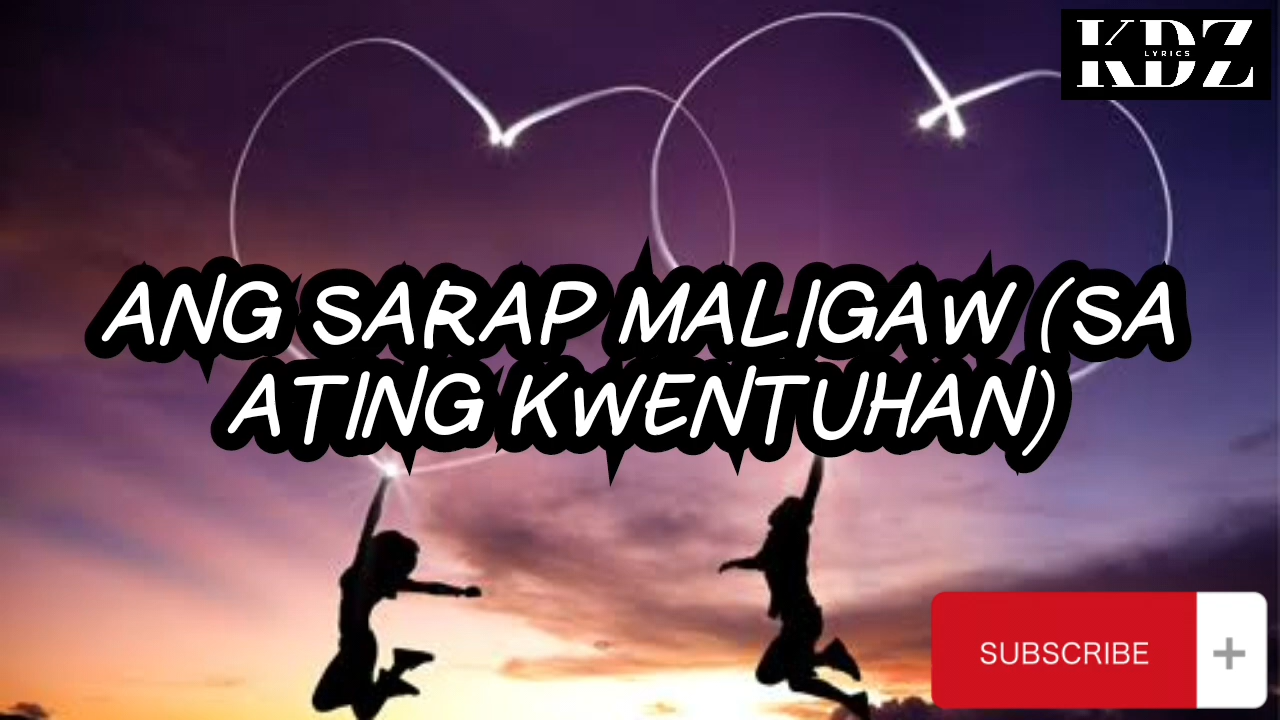 KDZ
LYRICS
ANG SARAP MALIGAW (SA
ATING KWENTUHAN)
SUBSCRIBE